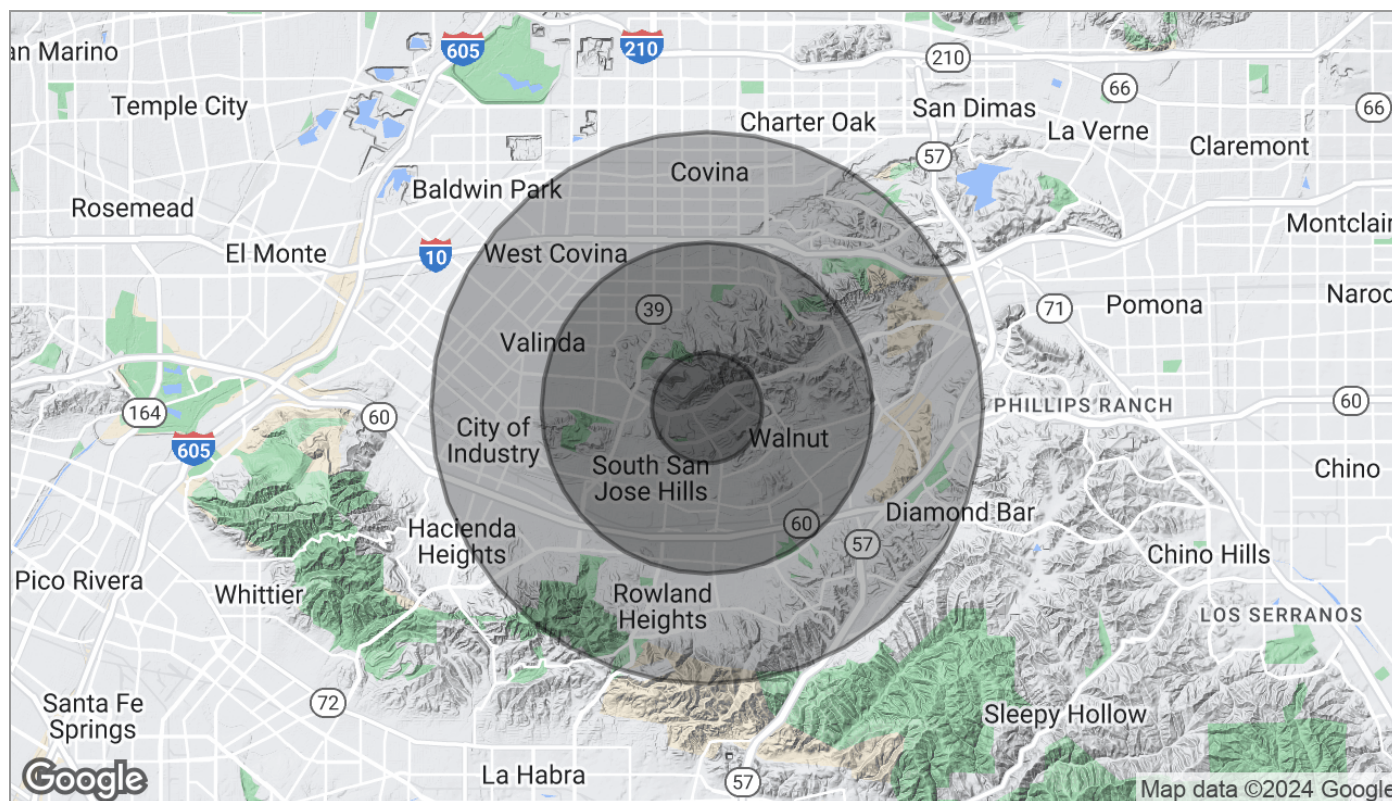 605
210
210
an Marino
66
Temple City
San Dimas
66
Charter Oak
La Verne
Claremont
57
Covina
Baldwin Park
Rosemead
Montclair
El Monte
10
West Covina
Naroc
39
71
Pomona
Valinda
PHILLIPS RANCH
60
164
60
City of
Industry
Walnut
605
South San
Jose Hills
Chino
Diamond Bar
60
Hacienda
Heights
57
Chino Hills
Pico Rivera
Whittier
Rowland
Heights
LOS SERRANOS
72
Santa Fe
Springs
Sleepy Hollow
La Habra
57
Google
Map data ©2024 Google